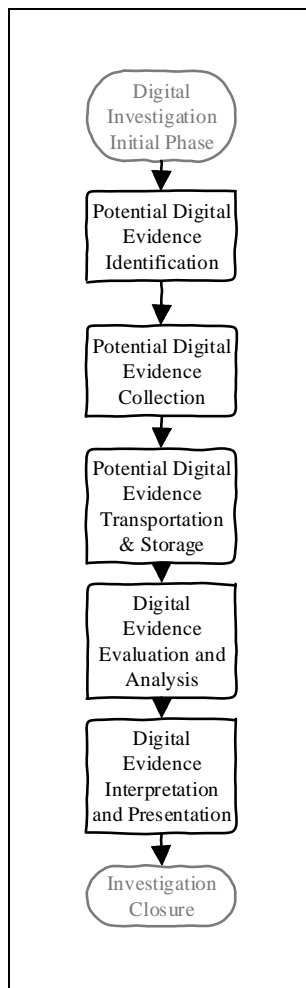 Digital
Investigation
Initial Phase
Potential Digital
Evidence
Identification
Potential Digital
Evidence
Collection
Potential Digital
Evidence
Transportation
& Storage
Digital
Evidence
Evaluation and
Analysis
Digital
Evidence
Interpretation
and Presentation
Investigation
Closure